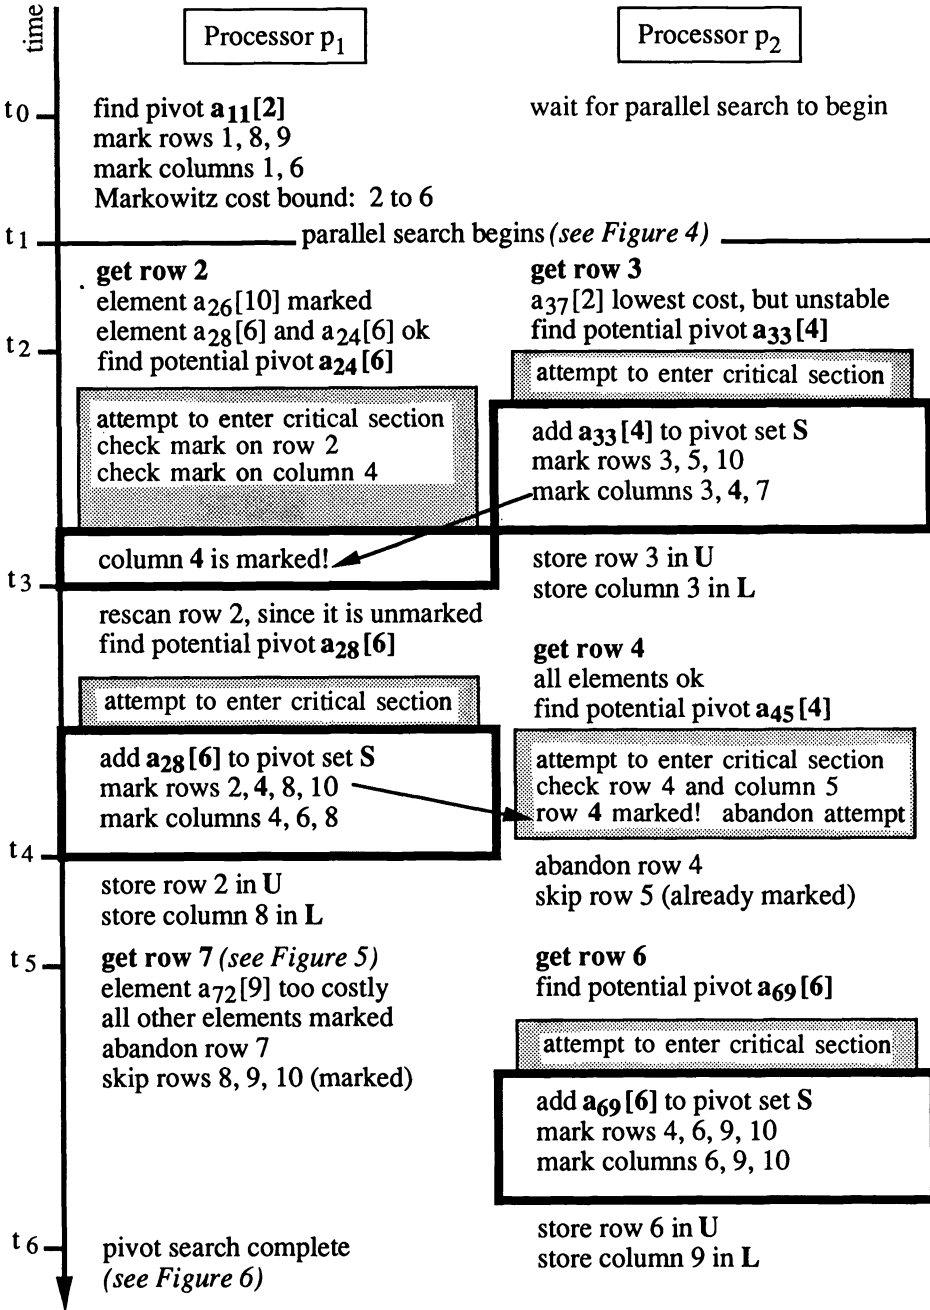 time
Processor p1
Processor p2
t0
find pivot a11[2]
mark rows 1, 8, 9
mark columns 1, 6
Markowitz cost bound: 2 to 6
wait for parallel search to begin
t1
parallel search begins (see Figure 4)
get row 2
element a26[10] marked
element a28[6] and a24[6] ok
find potential pivot a24[6]
get row 3
a37[2] lowest cost, but unstable
find potential pivot a33[4]
t2
attempt to enter critical section
check mark on row 2
check mark on column 4
attempt to enter critical section
add a33[4] to pivot set S
mark rows 3, 5, 10
mark columns 3, 4, 7
column 4 is marked!
t3
store row 3 in U
store column 3 in L
rescan row 2, since it is unmarked
find potential pivot a28[6]
get row 4
all elements ok
find potential pivot a45[4]
attempt to enter critical section
add a28[6] to pivot set S
mark rows 2, 4, 8, 10
mark columns 4, 6, 8
attempt to enter critical section
check row 4 and column 5
row 4 marked! abandon attempt
t4
store row 2 in U
store column 8 in L
abandon row 4
skip row 5 (already marked)
t5
get row 7 (see Figure 5)
element a72[9] too costly
all other elements marked
abandon row 7
skip rows 8, 9, 10 (marked)
get row 6
find potential pivot a69[6]
attempt to enter critical section
add a69[6] to pivot set S
mark rows 4, 6, 9, 10
mark columns 6, 9, 10
store row 6 in U
store column 9 in L
t6
pivot search complete
(see Figure 6)